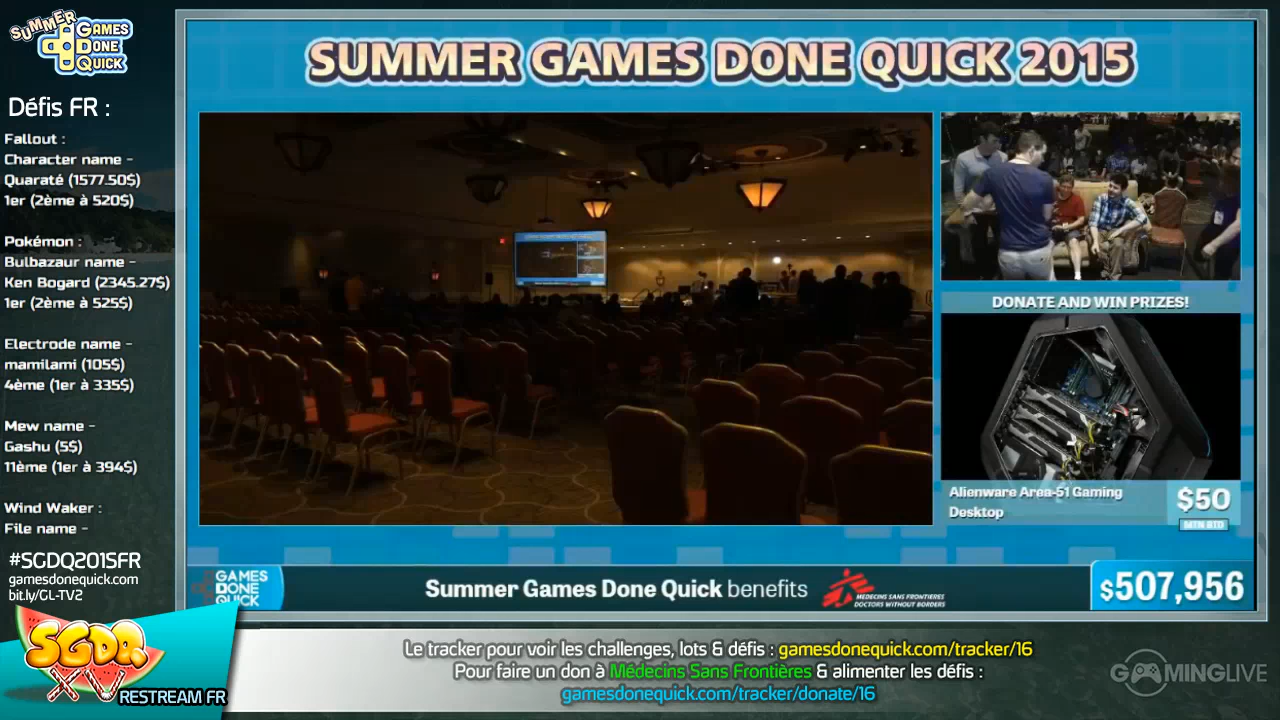 SUMMER
GAMES
DONE
QUICK
Défis FR :
Fallout :
Character name -
Quaraté (1577.50$)
1er (2ème à 520$)
Pokémon :
Bulbazaur name -
Ken Bogard (2345.27$)
1er (2ème à 525$)
Electrode name -
mamilami (105$)
4ème (1er à 335$)
Mew name -
Gashu (5$)
11ème (1er à 394$)
Wind Waker :
File name -
#SGDQ2015FR
gamesdonequick.com
bit.ly/GL-TV2
SGDQ
RESTREAM FR
SUMMER GAMES DONE QUICK 2015
DONATE AND WIN PRIZES!
Alienware Area-51 Gaming
Desktop
$50
MIN BTD
GAMES
DONE
QUICK
Summer Games Done Quick benefits
MEDECINS SANS FRONTIERES
DOCTORS WITHOUT BORDERS
$507,956
Le tracker pour voir les challenges, lots & défis : gamesdonequick.com/tracker/16
Pour faire un don à Médecins Sans Frontières & alimenter les défis :
gamesdonequick.com/tracker/donate/16
GAMINGLIVE